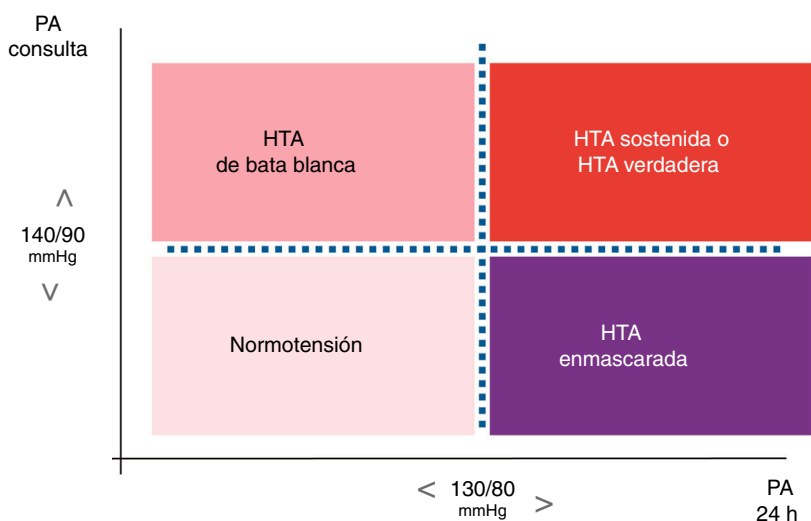 PA
consulta
HTA
de bata blanca
HTA sostenida o
HTA verdadera
>
140/90
mmHg
<
Normotensión
HTA
enmascarada
< 130/80 >
mmHg
PA
24 h